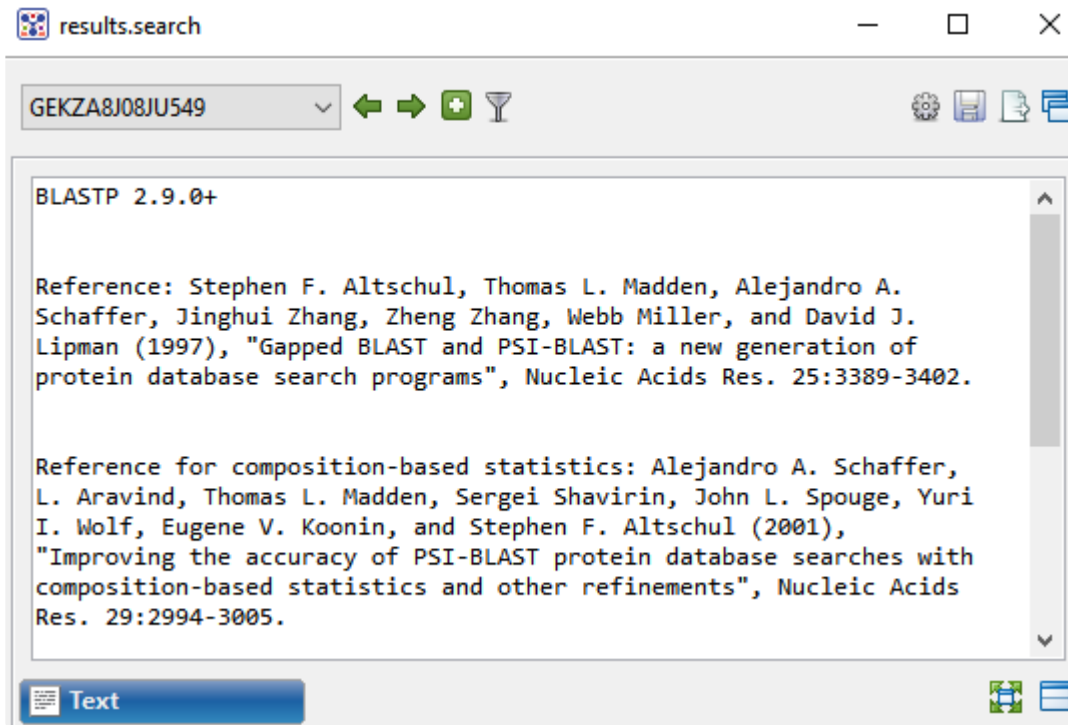 results.search
GEKZA8J08JU549
BLASTP 2.9.0+
Reference: Stephen F. Altschul, Thomas L. Madden, Alejandro A.
Schaffer, Jinghui Zhang, Zheng Zhang, Webb Miller, and David J.
Lipman (1997), "Gapped BLAST and PSI-BLAST: a new generation of
protein database search programs", Nucleic Acids Res. 25:3389-3402.
Reference for composition-based statistics: Alejandro A. Schaffer,
L. Aravind, Thomas L. Madden, Sergei Shavirin, John L. Spouge, Yuri
I. Wolf, Eugene V. Koonin, and Stephen F. Altschul (2001),
"Improving the accuracy of PSI-BLAST protein database searches with
composition-based statistics and other refinements", Nucleic Acids
Res. 29:2994-3005.
Text